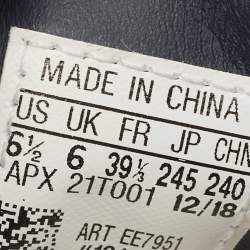 MADE IN CHINA
US UK FR JP CHN
6½ 6 39⅓ 245 240
APX 21T001 12/18
ART EE7951